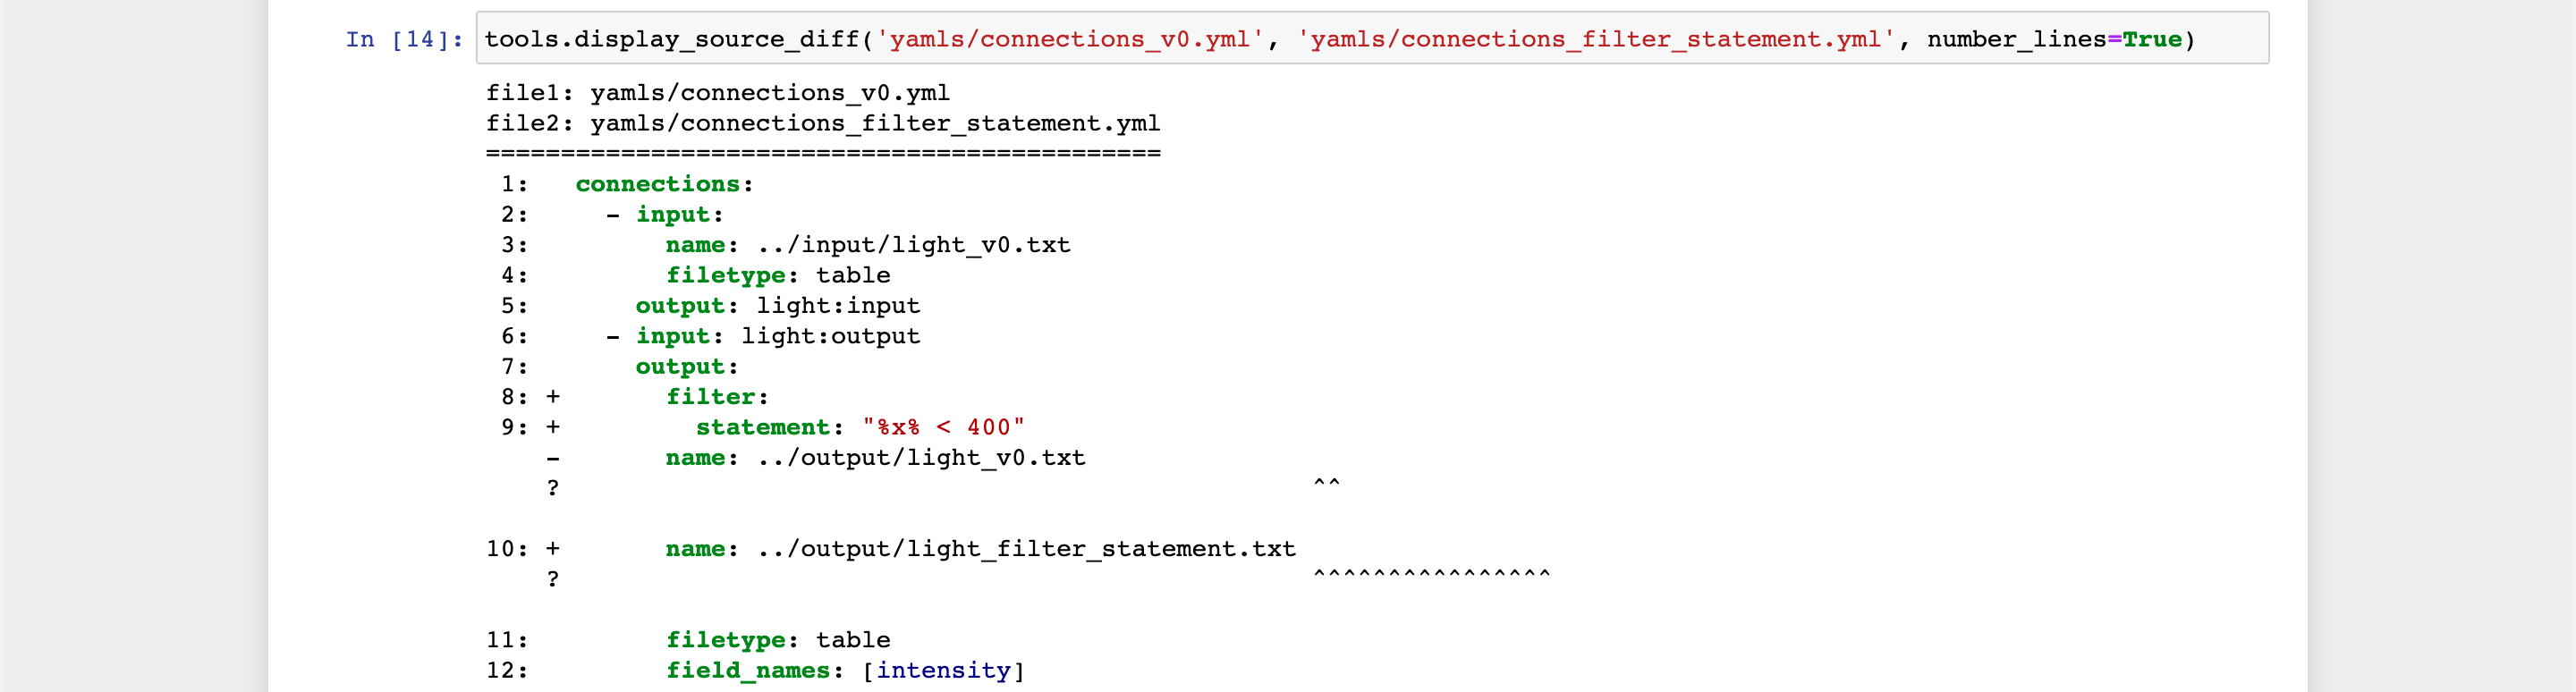 In [14]: tools.display_source_diff('yamls/connections_v0.yml', 'yamls/connections_filter_statement.yml', number_lines=True)
file1: yamls/connections_v0.yml
file2: yamls/connections_filter_statement.yml
=============================================
 1:   connections:
 2:     - input:
 3:         name: ../input/light_v0.txt
 4:         filetype: table
 5:       output: light:input
 6:     - input: light:output
 7:       output:
 8: +       filter:
 9: +         statement: "%x% < 400"
    -       name: ../output/light_v0.txt
    ?                                                  ^^
10: +       name: ../output/light_filter_statement.txt
    ?                                                  ^^^^^^^^^^^^^^^^
11:         filetype: table
12:         field_names: [intensity]